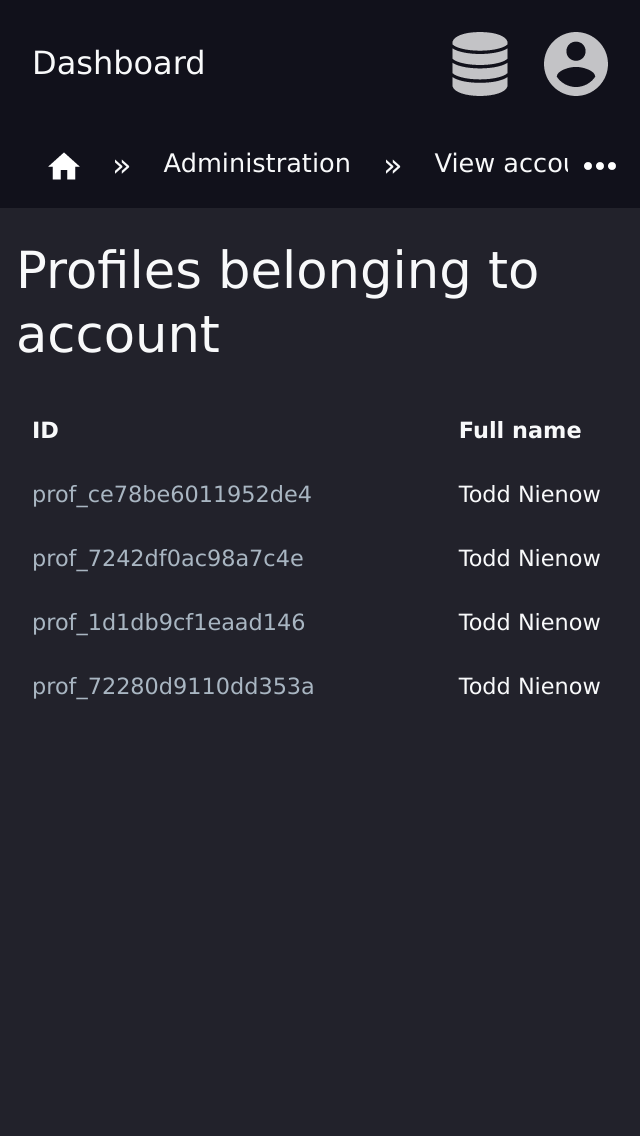 Dashboard
» Administration » View accou
Profiles belonging to
account
ID Full name
prof_ce78be6011952de4 Todd Nienow
prof_7242df0ac98a7c4e Todd Nienow
prof_1d1db9cf1eaad146 Todd Nienow
prof_72280d9110dd353a Todd Nienow